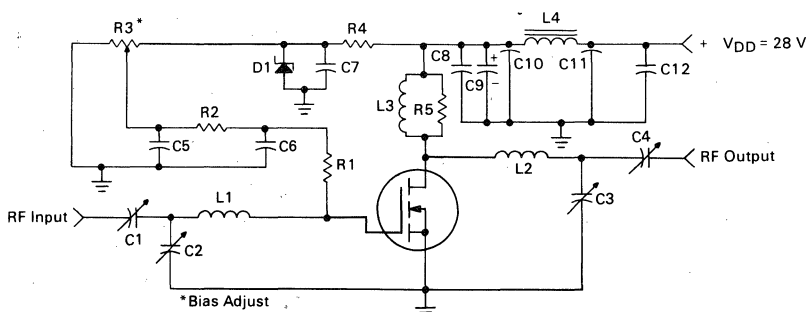 R3*
R4
L4
+ VDD = 28 V
D1
C7
C8
C9
+
−
C10
C11
C12
L3
R5
R2
C5
C6
R1
C4
RF Output
L2
C3
L1
RF Input
C1
C2
*Bias Adjust